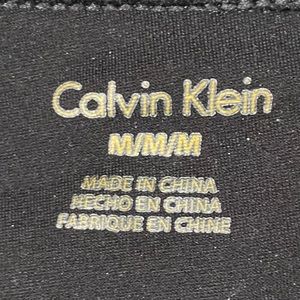 Calvin Klein
M/M/M
MADE IN CHINA
HECHO EN CHINA
FABRIQUE EN CHINE